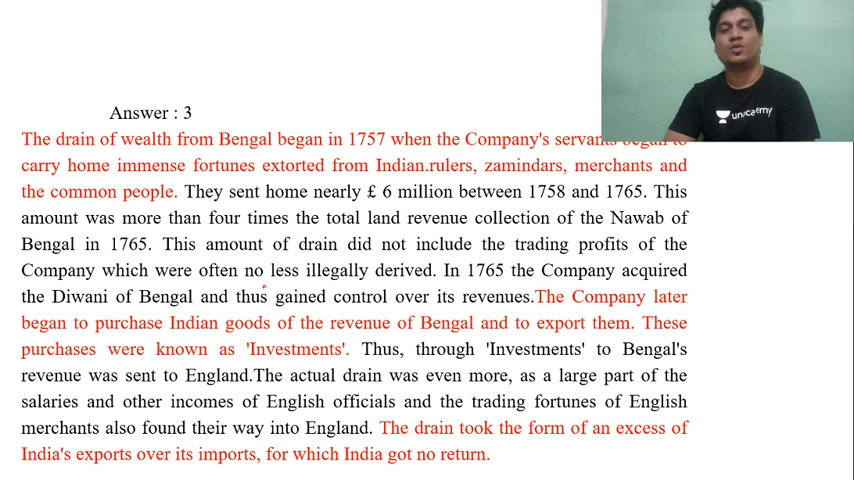 Answer : 3
The drain of wealth from Bengal began in 1757 when the Company's servants began to
carry home immense fortunes extorted from Indian.rulers, zamindars, merchants and
the common people. They sent home nearly £ 6 million between 1758 and 1765. This
amount was more than four times the total land revenue collection of the Nawab of
Bengal in 1765. This amount of drain did not include the trading profits of the
Company which were often no less illegally derived. In 1765 the Company acquired
the Diwani of Bengal and thus gained control over its revenues.The Company later
began to purchase Indian goods of the revenue of Bengal and to export them. These
purchases were known as 'Investments'. Thus, through 'Investments' to Bengal's
revenue was sent to England.The actual drain was even more, as a large part of the
salaries and other incomes of English officials and the trading fortunes of English
merchants also found their way into England. The drain took the form of an excess of
India's exports over its imports, for which India got no return.
unacademy